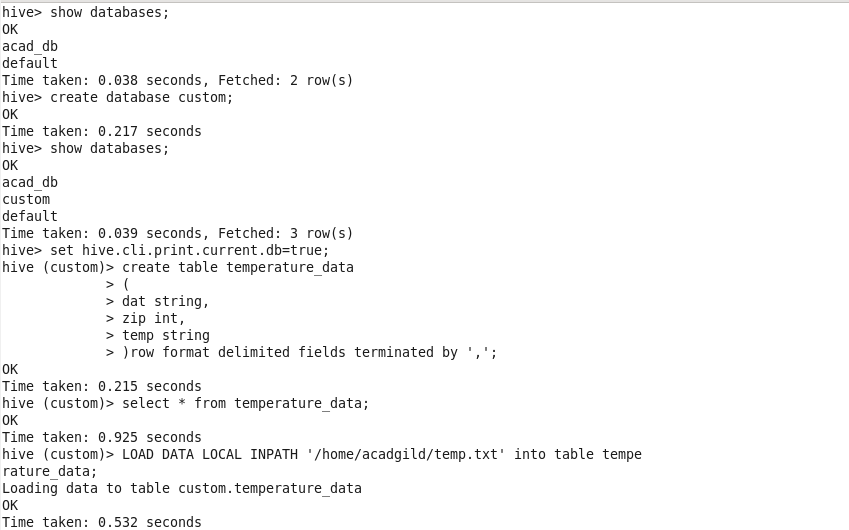 hive> show databases;
OK
acad_db
default
Time taken: 0.038 seconds, Fetched: 2 row(s)
hive> create database custom;
OK
Time taken: 0.217 seconds
hive> show databases;
OK
acad_db
custom
default
Time taken: 0.039 seconds, Fetched: 3 row(s)
hive> set hive.cli.print.current.db=true;
hive (custom)> create table temperature_data
> (
> dat string,
> zip int,
> temp string
> )row format delimited fields terminated by ',';
OK
Time taken: 0.215 seconds
hive (custom)> select * from temperature_data;
OK
Time taken: 0.925 seconds
hive (custom)> LOAD DATA LOCAL INPATH '/home/acadgild/temp.txt' into table tempe
rature_data;
Loading data to table custom.temperature_data
OK
Time taken: 0.532 seconds